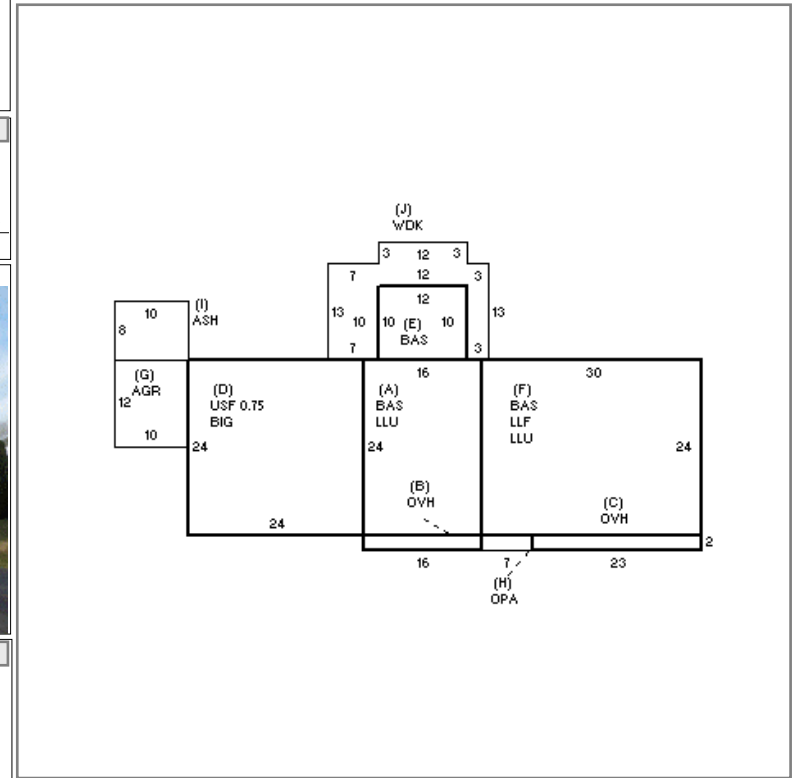 (J)
WDK
3 12 3
7 12 3
12
10 (I)
8 ASH
13 10 10 (E) 10 13
BAS
7 3
16 30
(G)
AGR
12
10
(D)
USF 0.75
BIG
(A)
BAS
LLU
(F)
BAS
LLF
LLU
24 24 24
(B)
OVH
(C)
OVH
24
2
16 7 23
(H)
OPA